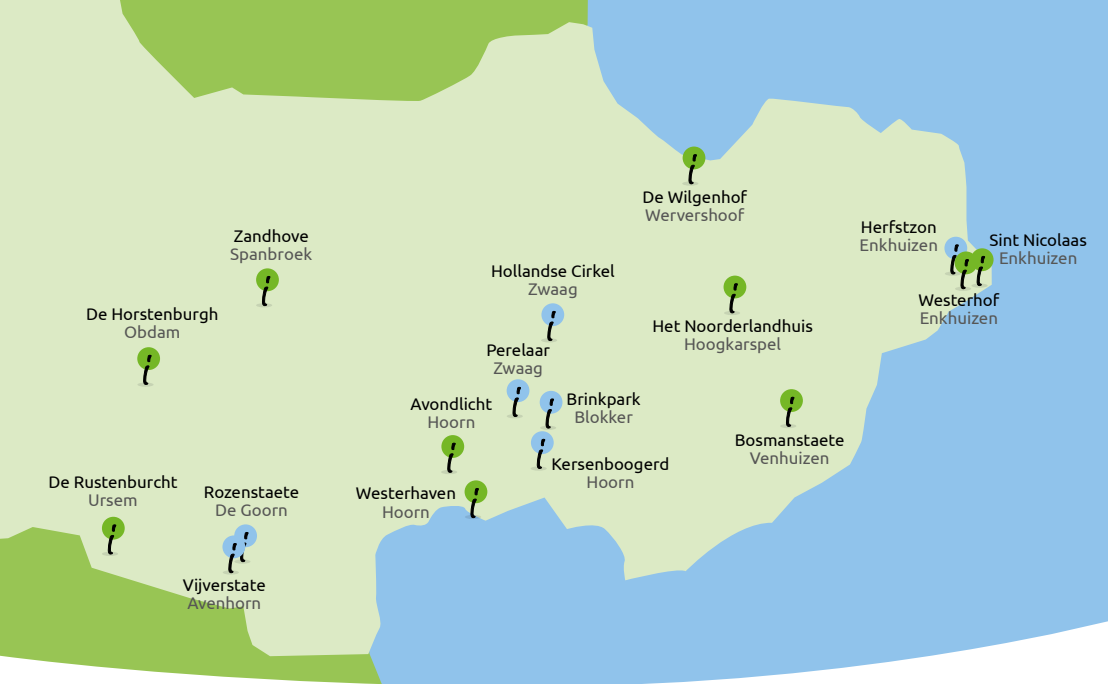 De Wilgenhof
Wervershoof
Herfstzon
Enkhuizen
Sint Nicolaas
Enkhuizen
Zandhove
Spanbroek
Hollandse Cirkel
Zwaag
Westerhof
Enkhuizen
De Horstenburgh
Obdam
Het Noorderlandhuis
Hoogkarspel
Perelaar
Zwaag
Avondlicht
Hoorn
Brinkpark
Blokker
Bosmanstaete
Venhuizen
Kersenboogerd
Hoorn
De Rustenburcht
Ursem
Rozenstaete
De Goorn
Westerhaven
Hoorn
Vijverstate
Avenhorn